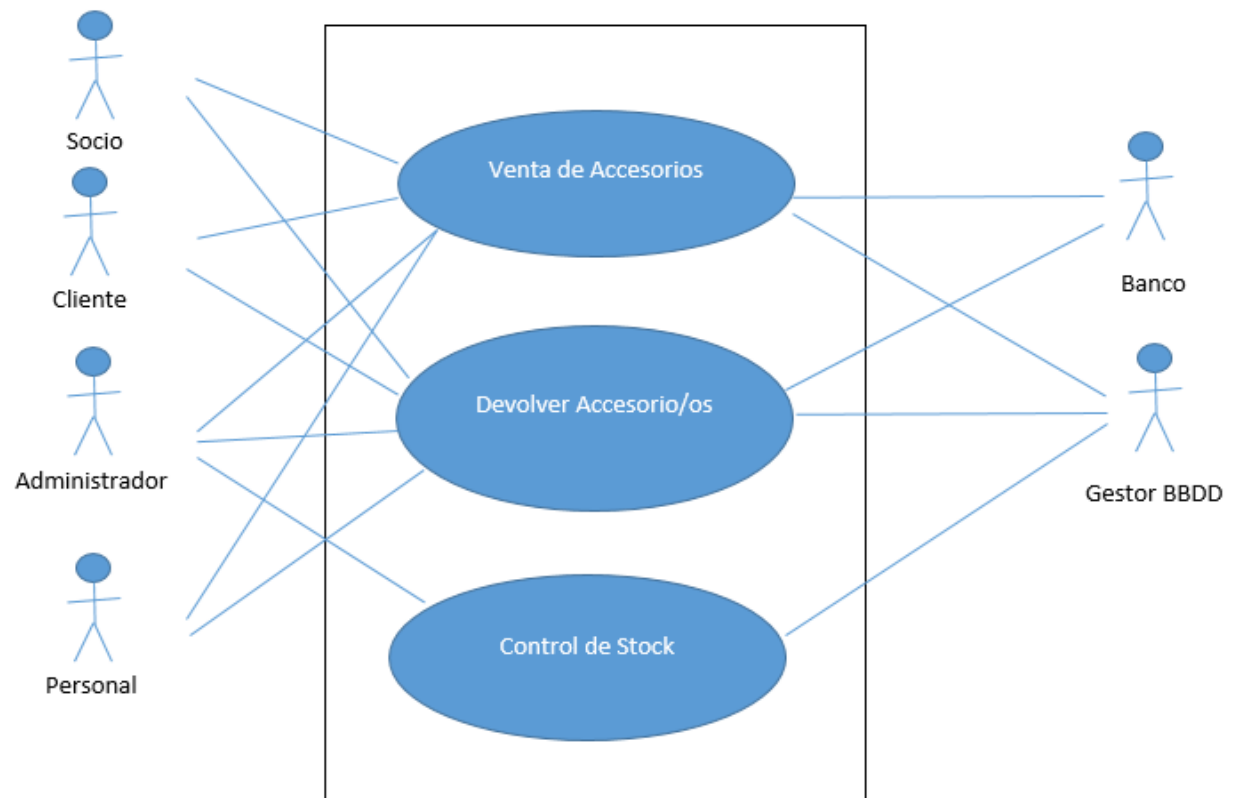 Socio
Cliente
Administrador
Personal
Venta de Accesorios
Devolver Accesorio/os
Control de Stock
Banco
Gestor BBDD